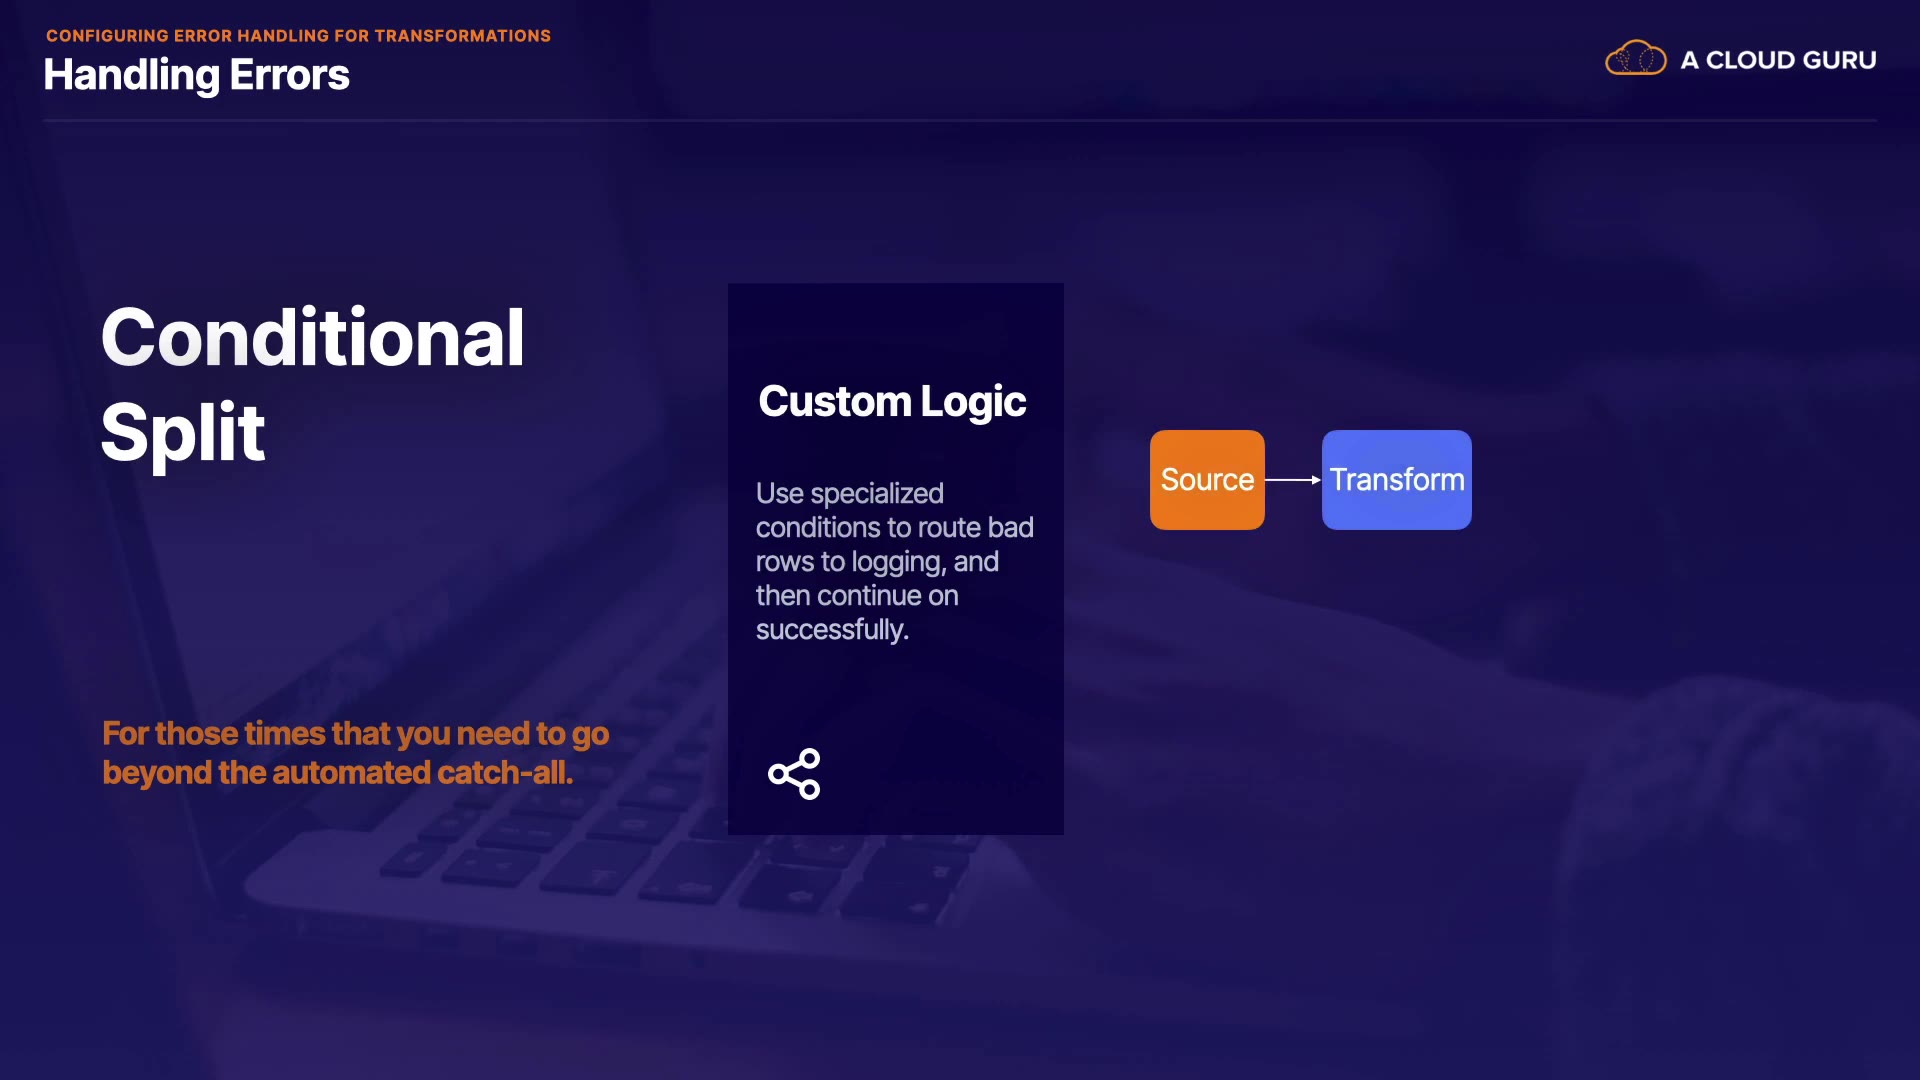 CONFIGURING ERROR HANDLING FOR TRANSFORMATIONS
Handling Errors
A CLOUD GURU
Conditional
Split
For those times that you need to go
beyond the automated catch-all.
Custom Logic
Use specialized
conditions to route bad
rows to logging, and
then continue on
successfully.
Source
Transform